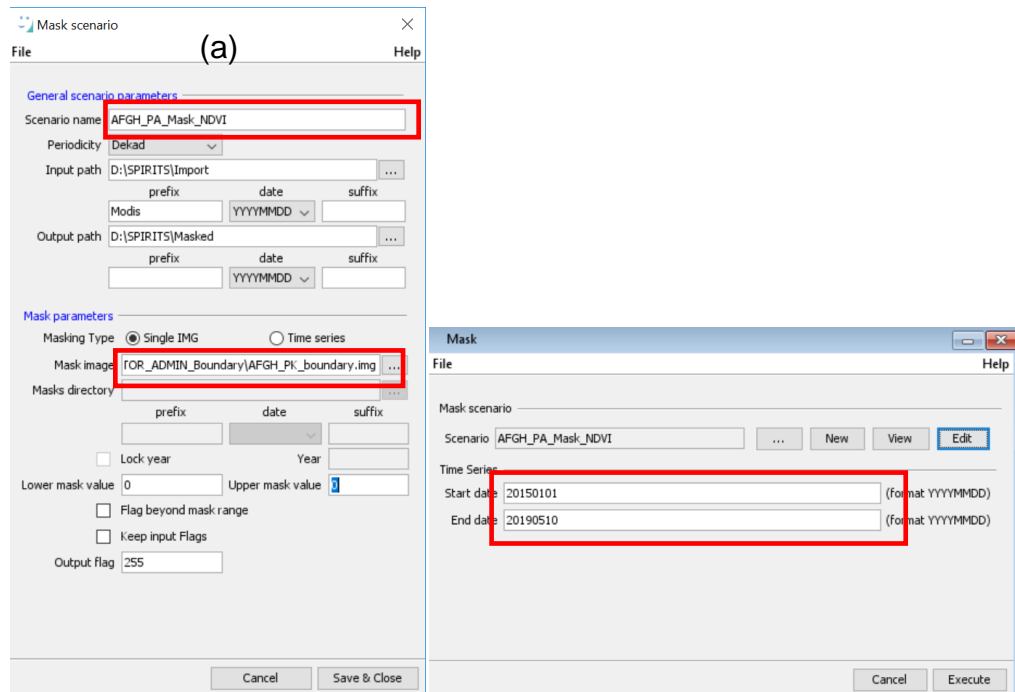 Mask scenario
(a)
File Help
General scenario parameters
Scenario name AFGH_PA_Mask_NDVI
Periodicity Dekad
Input path D:\SPIRITS\Import ...
prefix date suffix
Modis YYYYMMDD
Output path D:\SPIRITS\Masked ...
prefix date suffix
YYYYMMDD
Mask parameters
Masking Type Single IMG Time series
Mask image TOR_ADMIN_Boundary\AFGH_PK_boundary.img ...
Masks directory ...
prefix date suffix
Lock year Year
Lower mask value 0 Upper mask value 0
Flag beyond mask range
Keep input Flags
Output flag 255
Cancel Save & Close
Mask
File Help
Mask scenario
Scenario AFGH_PA_Mask_NDVI ... New View Edit
Time Series
Start date 20150101 (format YYYYMMDD)
End date 20190510 (format YYYYMMDD)
Cancel Execute